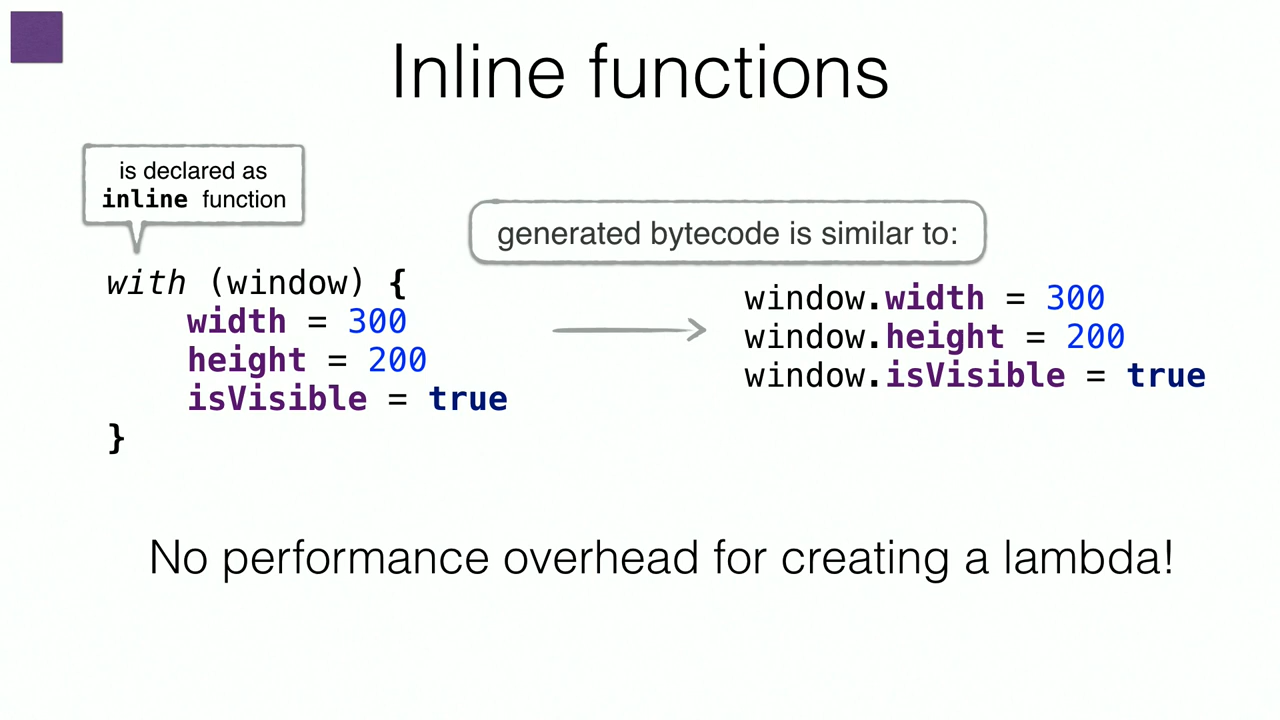 Inline functions
is declared as
inline function
generated bytecode is similar to:
with (window) {
width = 300
height = 200
isVisible = true
}
window.width = 300
window.height = 200
window.isVisible = true
No performance overhead for creating a lambda!